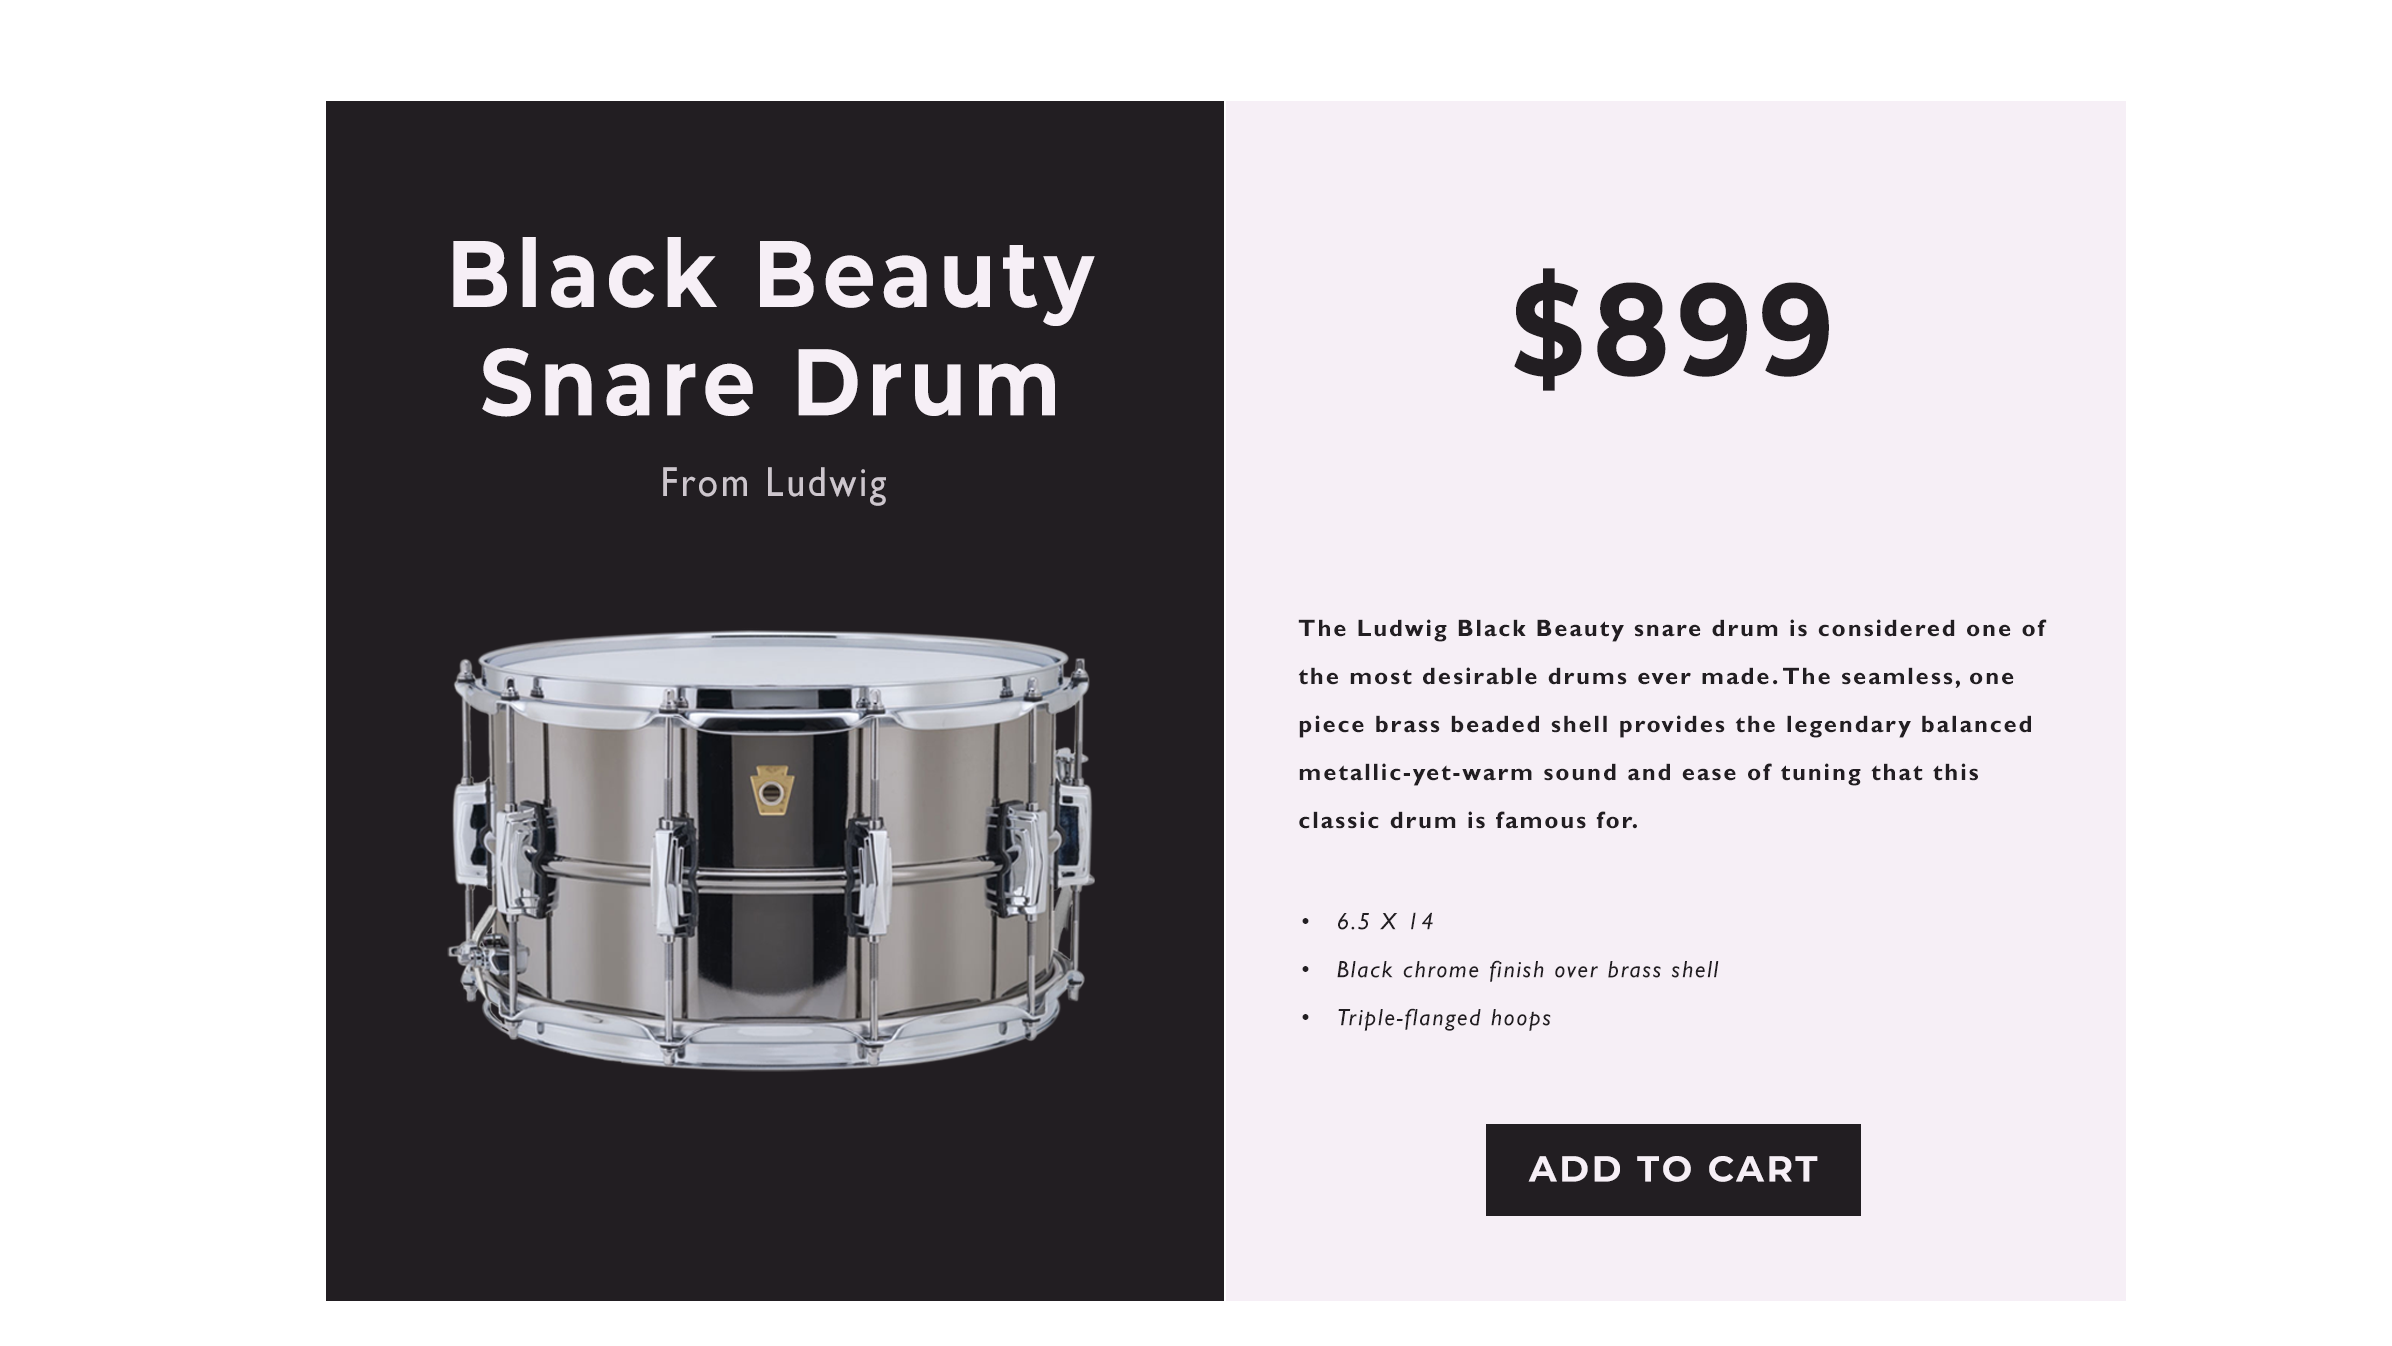 Black Beauty
Snare Drum
From Ludwig
$899
The Ludwig Black Beauty snare drum is considered one of
the most desirable drums ever made. The seamless, one
piece brass beaded shell provides the legendary balanced
metallic-yet-warm sound and ease of tuning that this
classic drum is famous for.
• 6.5 X 14
• Black chrome finish over brass shell
• Triple-flanged hoops
ADD TO CART